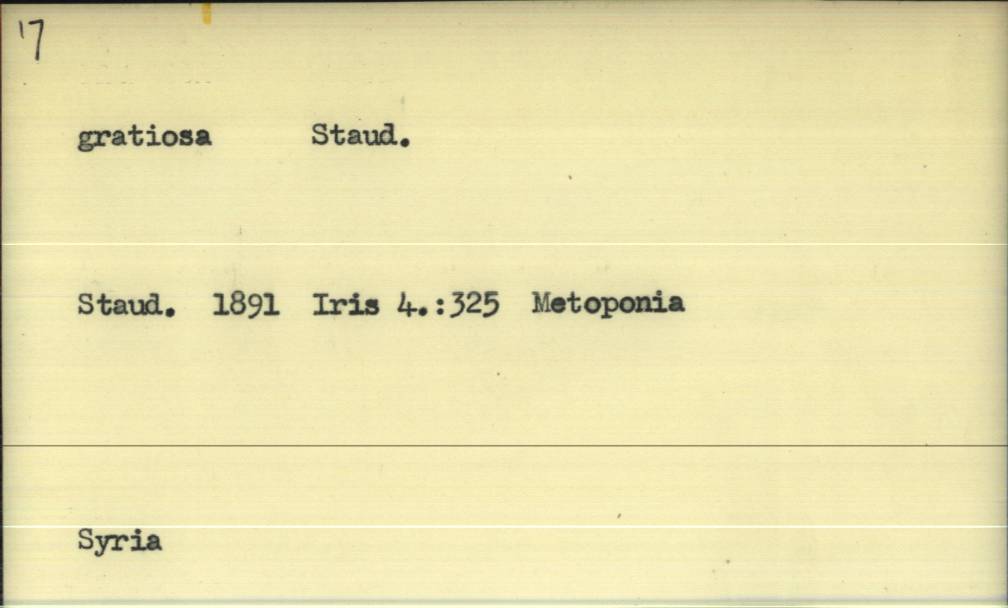 17
gratiosa Staud.
Staud. 1891 Iris 4.:325 Metoponia
Syria